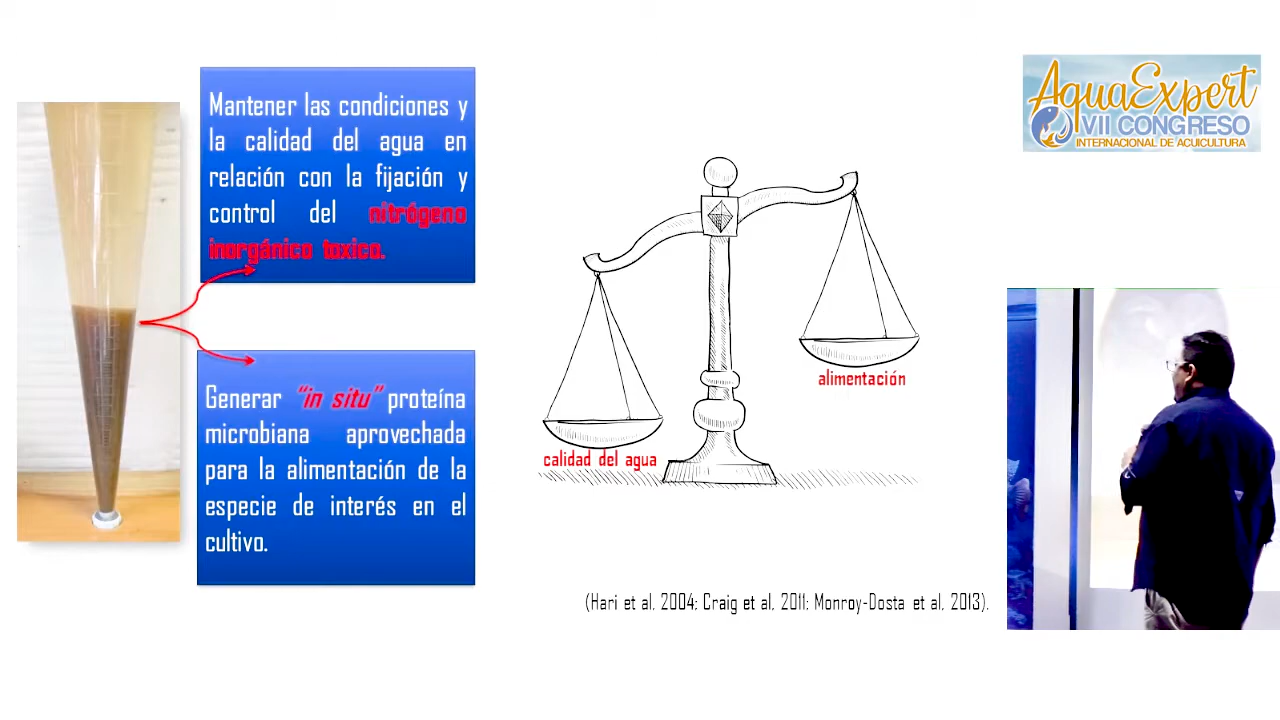 Mantener las condiciones y
la calidad del agua en
relación con la fijación y
control del nitrógeno
inorgánico toxico.
Generar "in situ" proteína
microbiana aprovechada
para la alimentación de la
especie de interés en el
cultivo.
alimentación
calidad del agua
(Hari et al, 2004; Craig et al, 2011; Monroy-Dosta et al, 2013).
AquaExpert
VII CONGRESO
INTERNACIONAL DE ACUICULTURA